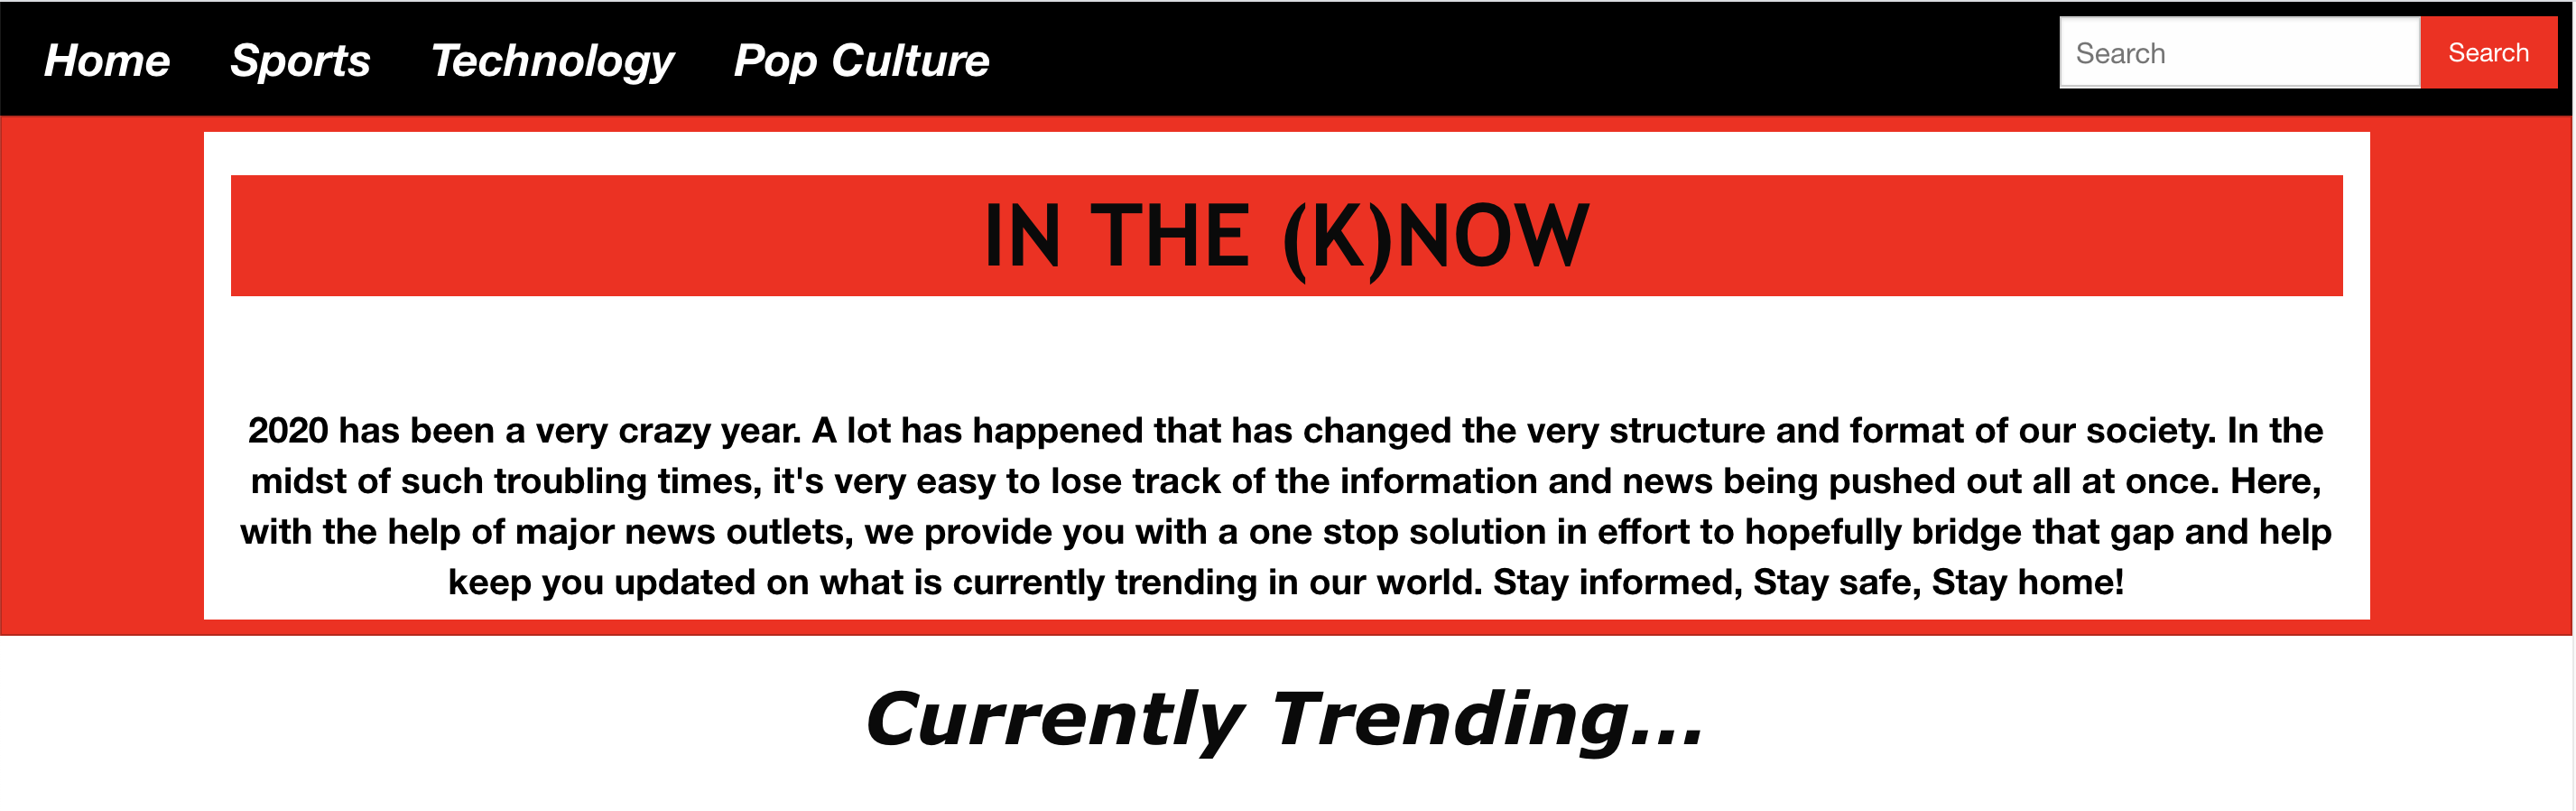 Home Sports Technology Pop Culture Search Search
IN THE (K)NOW
2020 has been a very crazy year. A lot has happened that has changed the very structure and format of our society. In the
midst of such troubling times, it's very easy to lose track of the information and news being pushed out all at once. Here,
with the help of major news outlets, we provide you with a one stop solution in effort to hopefully bridge that gap and help
keep you updated on what is currently trending in our world. Stay informed, Stay safe, Stay home!
Currently Trending...